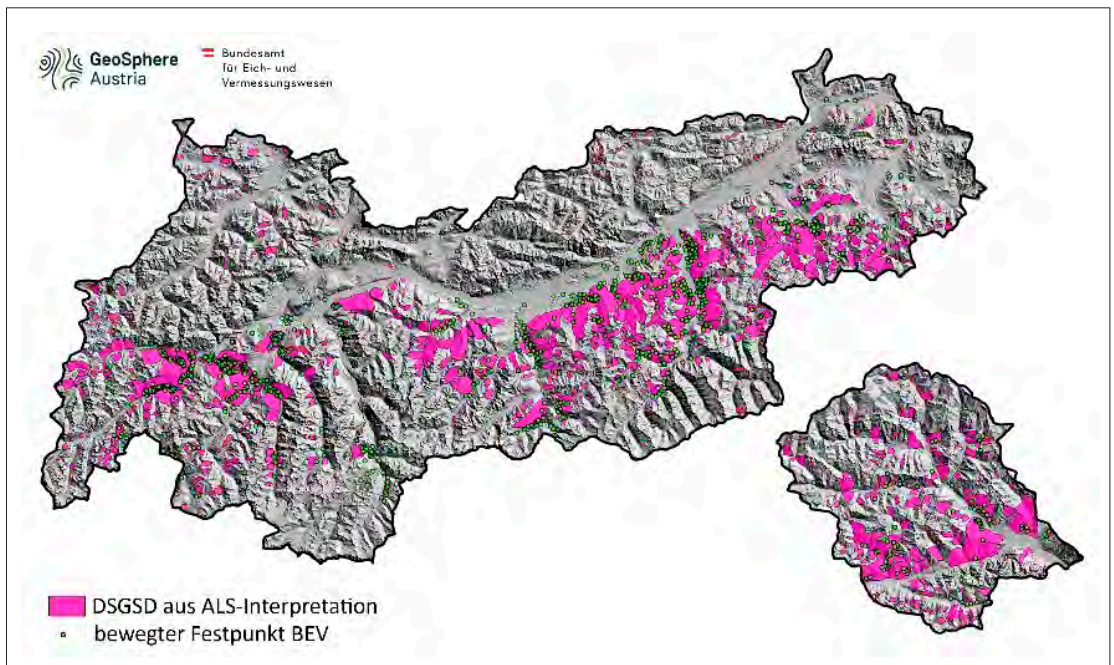 GeoSphere
Austria
Bundesamt
für Eich- und
Vermessungswesen
DSGSD aus ALS-Interpretation
bewegter Festpunkt BEV